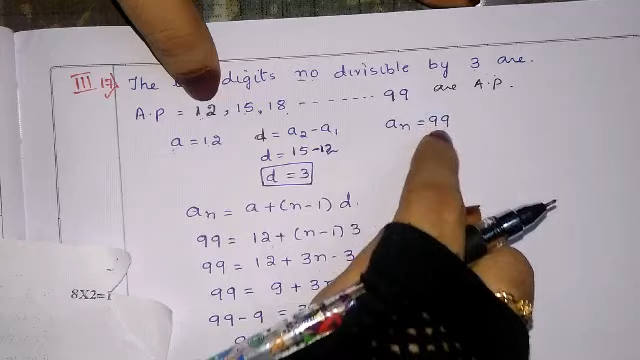 III 17) The digits no divisible by 3 are.
A.P = 12, 15, 18 ------- 99 are A.P.
a = 12 d = a₂ - a₁ aₙ = 99
d = 15 - 12
d = 3
aₙ = a + (n-1) d.
99 = 12 + (n-1) 3
99 = 12 + 3n - 3
99 = 9 + 3n
8X2=1
99 - 9 =